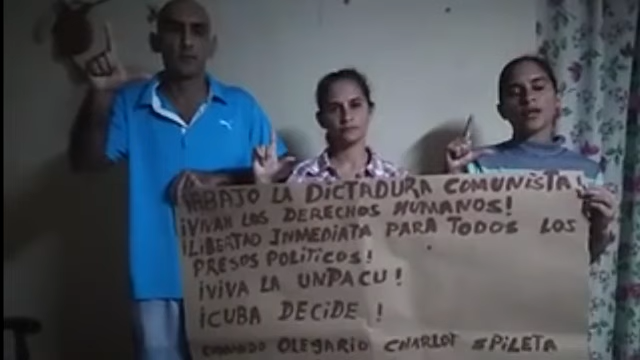 ¡ABAJO LA DICTADURA COMUNISTA!
¡VIVAN LOS DERECHOS HUMANOS!
¡LIBERTAD INMEDIATA PARA TODOS LOS
PRESOS POLITICOS!
¡VIVA LA UNPACU!
¡CUBA DECIDE!
COMANDO OLEGARIO CHARLOT SPILETA